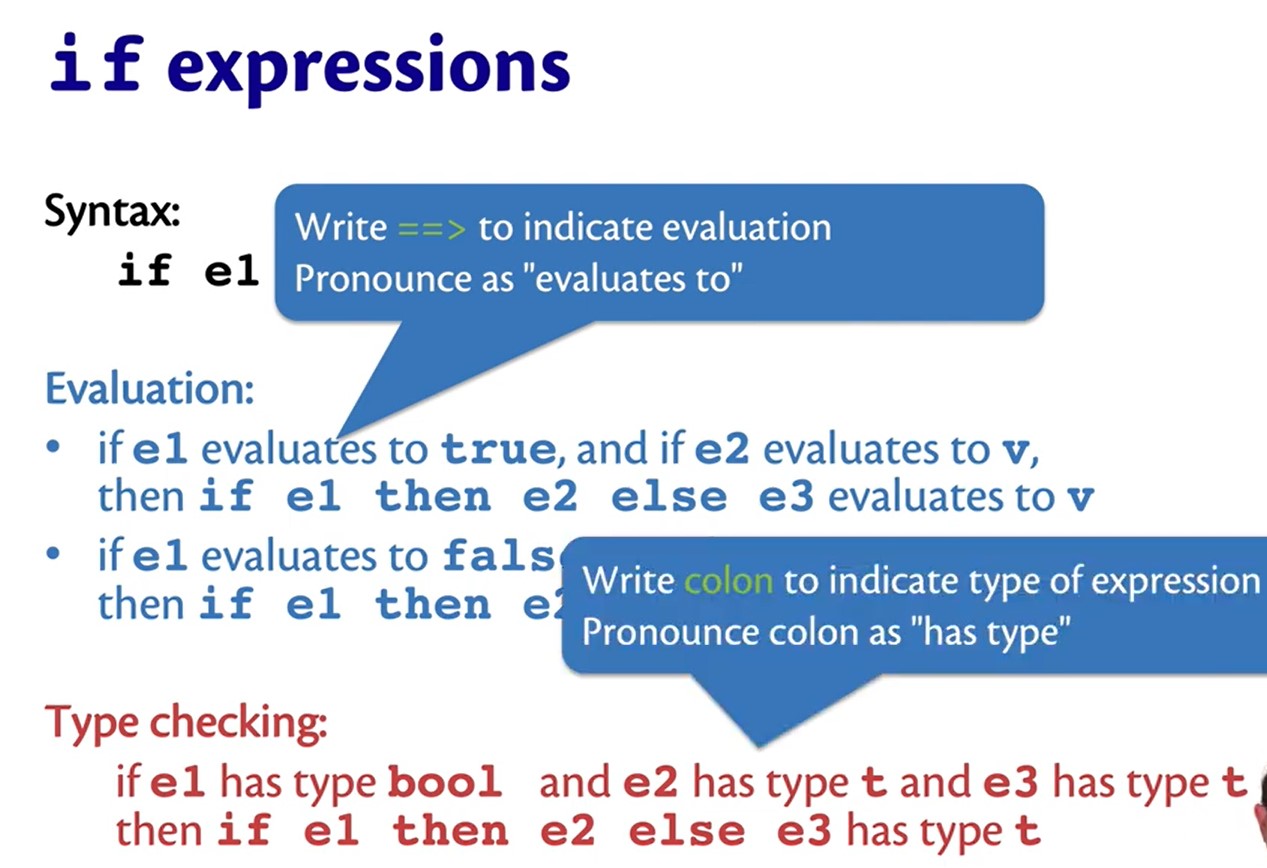 if expressions
Syntax:
Write ==> to indicate evaluation
if e1
Pronounce as "evaluates to"
Evaluation:
• if e1 evaluates to true, and if e2 evaluates to v,
then if e1 then e2 else e3 evaluates to v
• if e1 evaluates to fals
Write colon to indicate type of expression
then if e1 then e2
Pronounce colon as "has type"
Type checking:
if e1 has type bool and e2 has type t and e3 has type t
then if e1 then e2 else e3 has type t